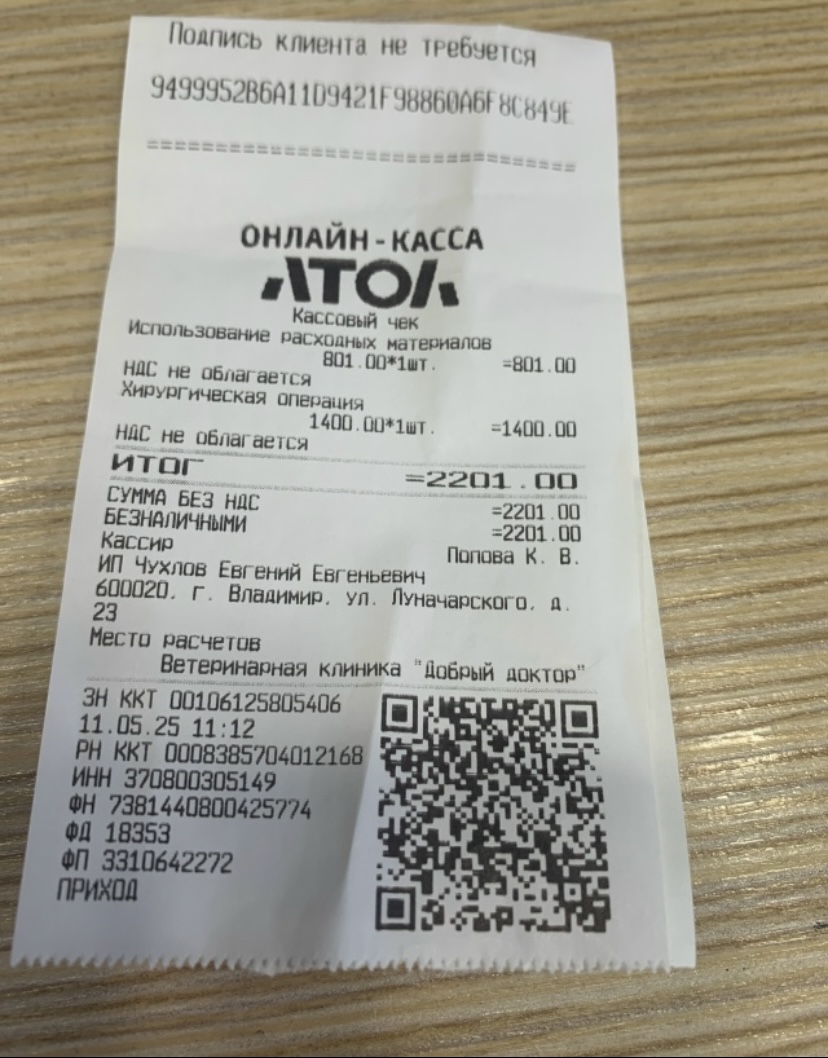 Подпись клиента не требуется
9499952B6A11D9421F98860A6F8C849E
================================
ОНЛАЙН-КАССА
АТОЛ
Кассовый чек
Использование расходных материалов
801.00*1шт. =801.00
НДС не облагается
Хирургическая операция
1400.00*1шт. =1400.00
НДС не облагается
ИТОГ =2201.00
СУММА БЕЗ НДС =2201.00
БЕЗНАЛИЧНЫМИ =2201.00
Кассир Попова К. В.
ИП Чухлов Евгений Евгеньевич
600020, г. Владимир, ул. Луначарского, д.
23
Место расчетов
Ветеринарная клиника "Добрый доктор"
ЗН ККТ 00106125805406
11.05.25 11:12
РН ККТ 0008385704012168
ИНН 370800305149
ФН 7381440800425774
ФД 18353
ФП 3310642272
ПРИХОД